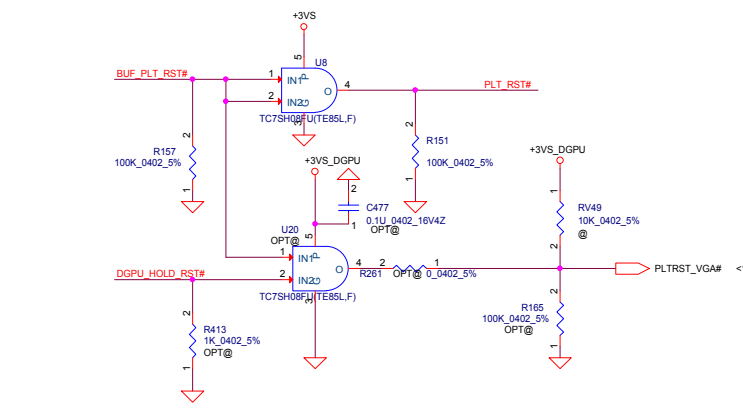 +3VS
U8
5
BUF_PLT_RST#
1
IN1
P
4
PLT_RST#
O
2
IN2
G
3
TC7SH08FU(TE85L,F)
2
R157
100K_0402_5%
1
2
R151
100K_0402_5%
1
+3VS_DGPU
+3VS_DGPU
2
C477
0.1U_0402_16V4Z
OPT@
1
1
RV49
10K_0402_5%
@
2
U20
OPT@
5
1
IN1
P
4
O
2
R261
OPT@
1
0_0402_5%
PLTRST_VGA#
<
DGPU_HOLD_RST#
2
IN2
G
3
TC7SH08FU(TE85L,F)
2
R165
100K_0402_5%
OPT@
1
2
R413
1K_0402_5%
OPT@
1